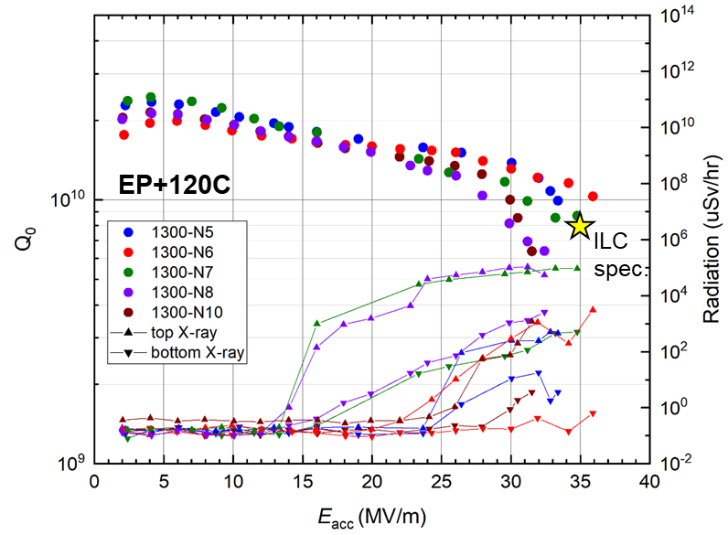 10^14
10^12
10^10
10^8
10^6
10^4
10^2
10^0
10^-2
Radiation (uSv/hr)
10^10
10^9
Q_0
EP+120C
1300-N5
1300-N6
1300-N7
1300-N8
1300-N10
top X-ray
bottom X-ray
ILC
spec.
0 5 10 15 20 25 30 35 40
E_acc (MV/m)